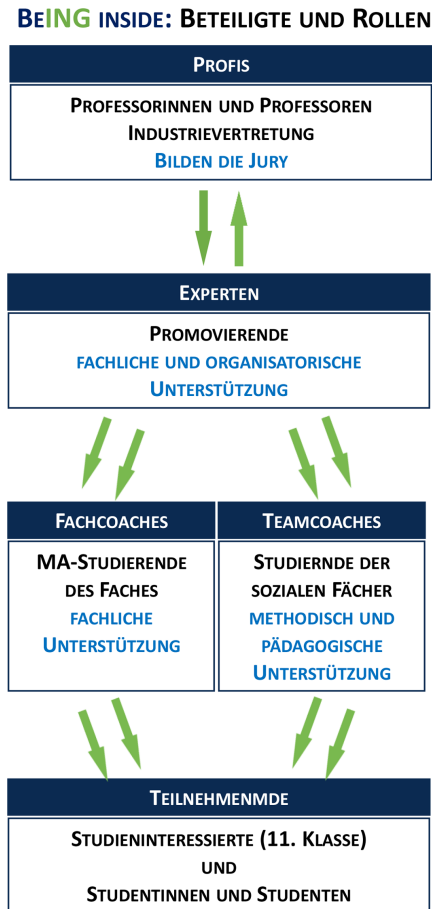 BeING inside: Beteiligte und Rollen
Profis
Professorinnen und Professoren
Industrievertretung
Bilden die Jury
Experten
Promovierende
fachliche und organisatorische
Unterstützung
Fachcoaches
MA-Studierende
des Faches
fachliche
Unterstützung
Teamcoaches
Studiernde der
sozialen Fächer
methodisch und
pädagogische
Unterstützung
Teilnehmenmde
Studieninteressierte (11. Klasse)
und
Studentinnen und Studenten